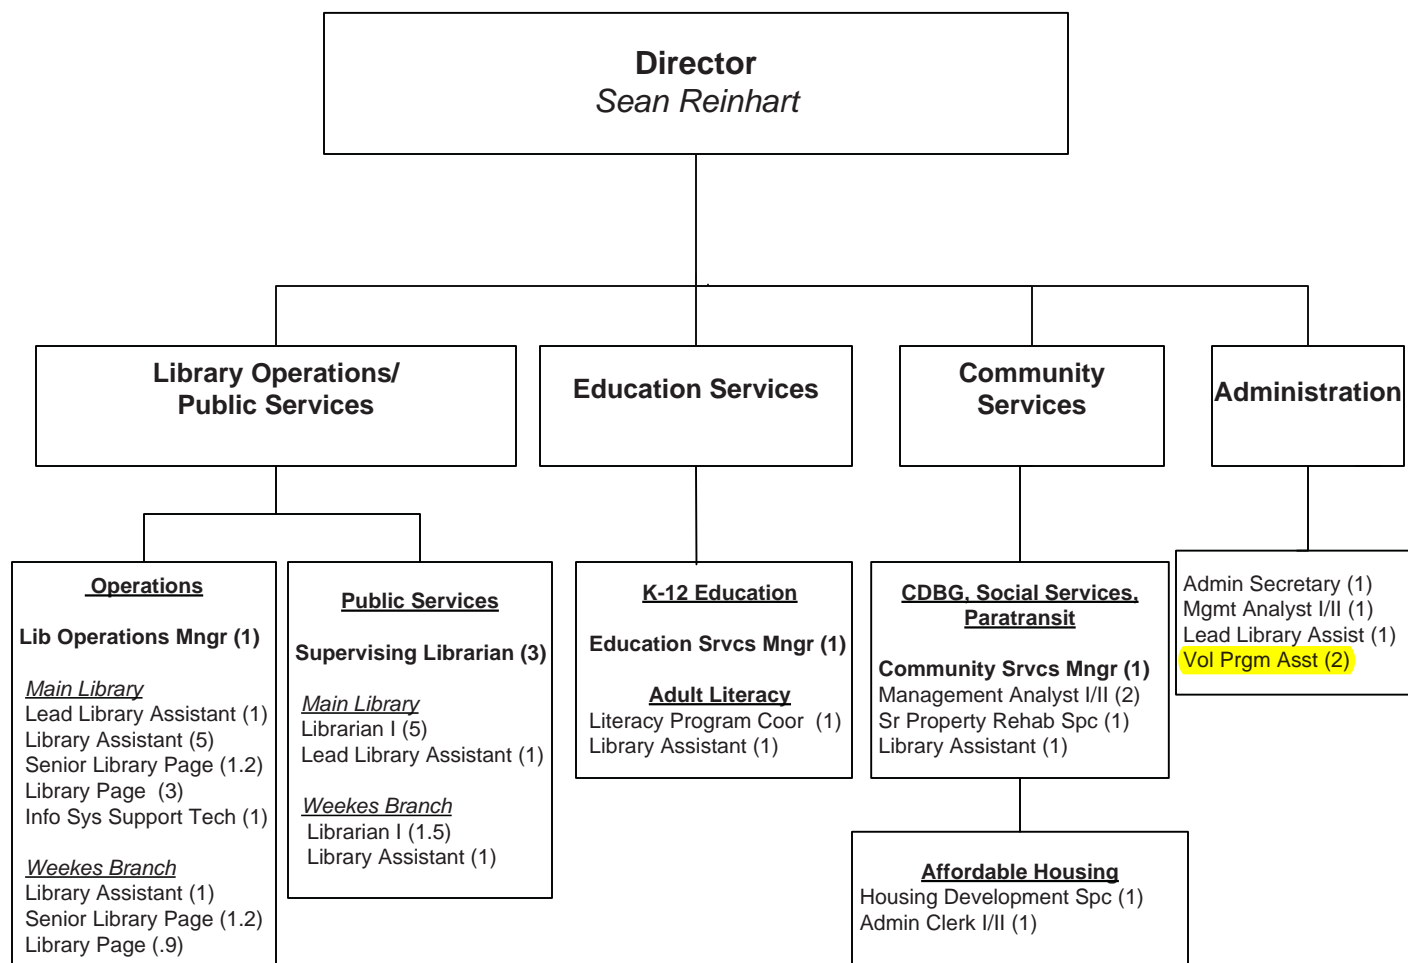 Director
Sean Reinhart
Library Operations/
Public Services
Education Services
Community
Services
Administration
Operations
Lib Operations Mngr (1)
Main Library
Lead Library Assistant (1)
Library Assistant (5)
Senior Library Page (1.2)
Library Page (3)
Info Sys Support Tech (1)
Weekes Branch
Library Assistant (1)
Senior Library Page (1.2)
Library Page (.9)
Public Services
Supervising Librarian (3)
Main Library
Librarian I (5)
Lead Library Assistant (1)
Weekes Branch
Librarian I (1.5)
Library Assistant (1)
K-12 Education
Education Srvcs Mngr (1)
Adult Literacy
Literacy Program Coor (1)
Library Assistant (1)
CDBG, Social Services,
Paratransit
Community Srvcs Mngr (1)
Management Analyst I/II (2)
Sr Property Rehab Spc (1)
Library Assistant (1)
Affordable Housing
Housing Development Spc (1)
Admin Clerk I/II (1)
Admin Secretary (1)
Mgmt Analyst I/II (1)
Lead Library Assist (1)
Vol Prgm Asst (2)